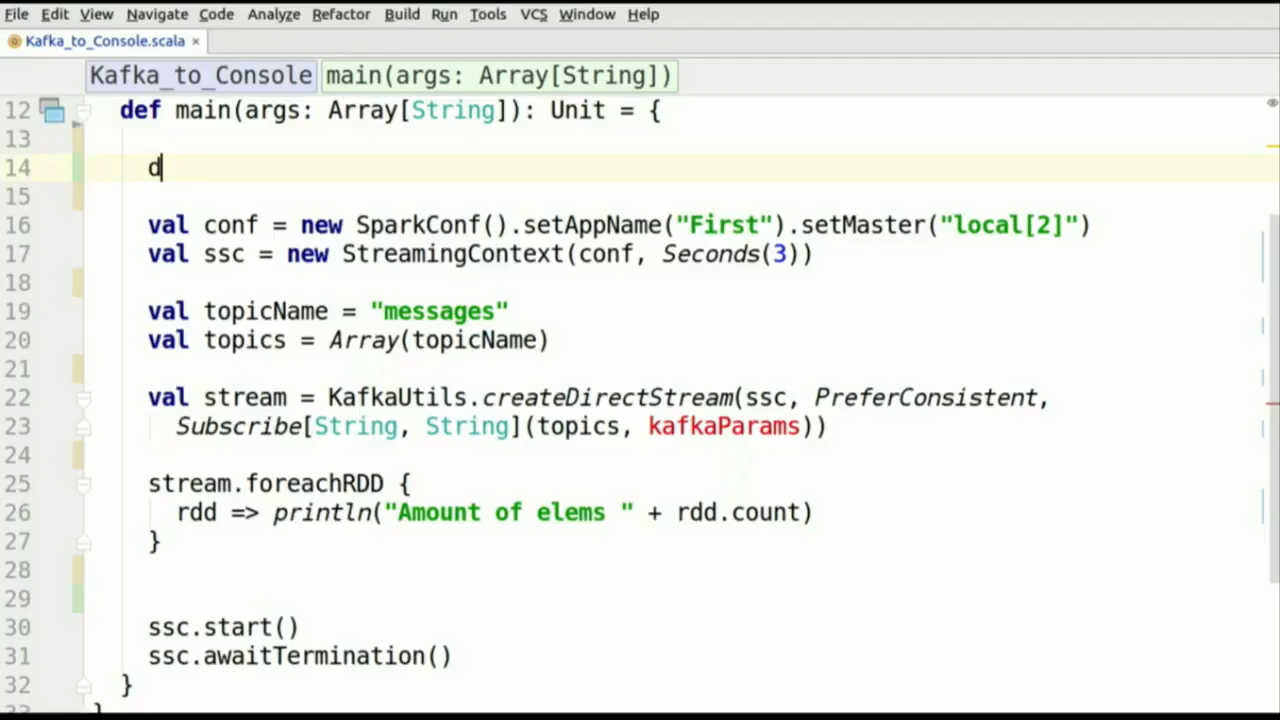 File Edit View Navigate Code Analyze Refactor Build Run Tools VCS Window Help
Kafka_to_Console.scala ×
Kafka_to_Console main(args: Array[String])
12 def main(args: Array[String]): Unit = {
13
14 d
15
16 val conf = new SparkConf().setAppName("First").setMaster("local[2]")
17 val ssc = new StreamingContext(conf, Seconds(3))
18
19 val topicName = "messages"
20 val topics = Array(topicName)
21
22 val stream = KafkaUtils.createDirectStream(ssc, PreferConsistent,
23 Subscribe[String, String](topics, kafkaParams))
24
25 stream.foreachRDD {
26 rdd => println("Amount of elems " + rdd.count)
27 }
28
29
30 ssc.start()
31 ssc.awaitTermination()
32 }
33 }